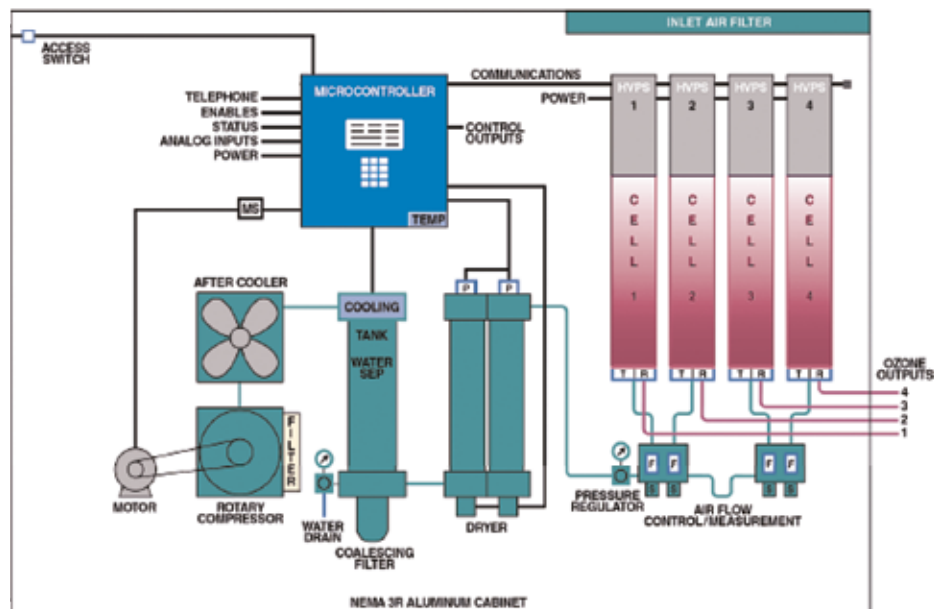 INLET AIR FILTER
ACCESS
SWITCH
COMMUNICATIONS
MICROCONTROLLER
TELEPHONE
ENABLES
STATUS
ANALOG INPUTS
POWER
CONTROL
OUTPUTS
POWER
HVPS
1
HVPS
2
HVPS
3
HVPS
4
MS
TEMP
CELL
1
CELL
2
CELL
3
CELL
4
AFTER COOLER
COOLING
TANK
WATER
SEP
P
P
T R
T R
T R
T R
OZONE
OUTPUTS
4
3
2
1
FILTER
F F
S S
F F
S S
MOTOR
ROTARY
COMPRESSOR
WATER
DRAIN
COALESCING
FILTER
DRYER
PRESSURE
REGULATOR
AIR FLOW
CONTROL/MEASUREMENT
NEMA 3R ALUMINUM CABINET